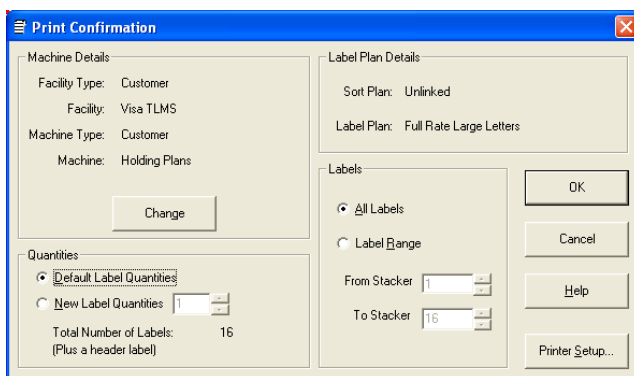 Print Confirmation
Machine Details
Facility Type: Customer
Facility: Visa TLMS
Machine Type: Customer
Machine: Holding Plans
Change
Quantities
Default Label Quantities
New Label Quantities 1
Total Number of Labels: 16
(Plus a header label)
Label Plan Details
Sort Plan: Unlinked
Label Plan: Full Rate Large Letters
Labels
All Labels
Label Range
From Stacker 1
To Stacker 16
OK
Cancel
Help
Printer Setup...